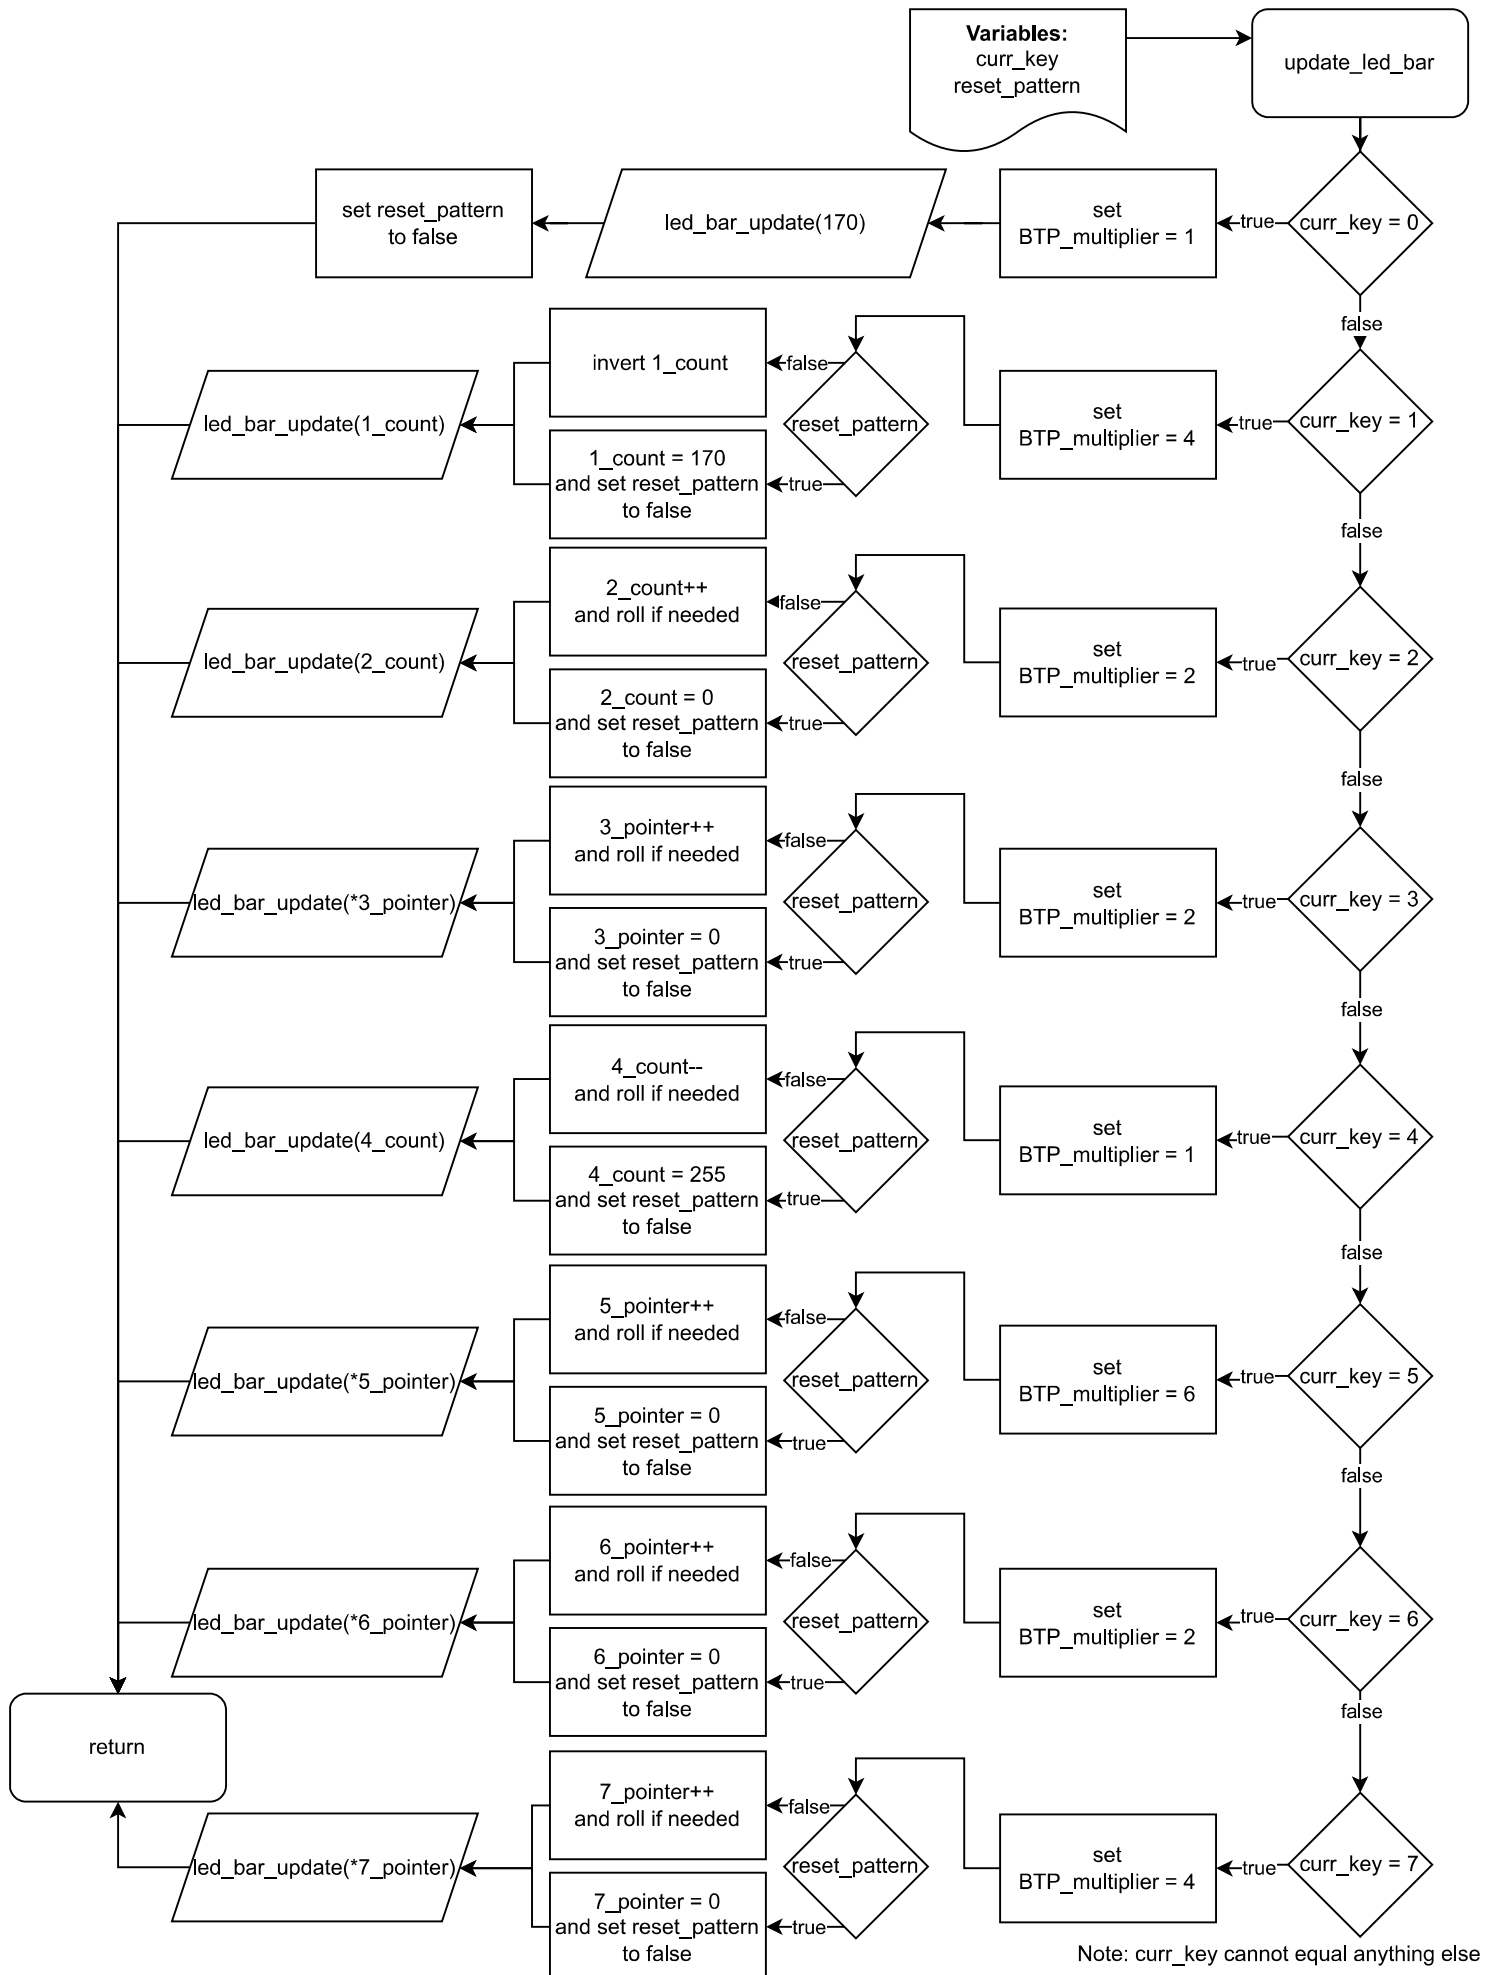 Variables:
curr_key
reset_pattern
update_led_bar
curr_key = 0
true
set
BTP_multiplier = 1
led_bar_update(170)
set reset_pattern
to false
false
curr_key = 1
true
set
BTP_multiplier = 4
reset_pattern
false
invert 1_count
true
1_count = 170
and set reset_pattern
to false
led_bar_update(1_count)
false
curr_key = 2
true
set
BTP_multiplier = 2
reset_pattern
false
2_count++
and roll if needed
true
2_count = 0
and set reset_pattern
to false
led_bar_update(2_count)
false
curr_key = 3
true
set
BTP_multiplier = 2
reset_pattern
false
3_pointer++
and roll if needed
true
3_pointer = 0
and set reset_pattern
to false
led_bar_update(*3_pointer)
false
curr_key = 4
true
set
BTP_multiplier = 1
reset_pattern
false
4_count--
and roll if needed
true
4_count = 255
and set reset_pattern
to false
led_bar_update(4_count)
false
curr_key = 5
true
set
BTP_multiplier = 6
reset_pattern
false
5_pointer++
and roll if needed
true
5_pointer = 0
and set reset_pattern
to false
led_bar_update(*5_pointer)
false
curr_key = 6
true
set
BTP_multiplier = 2
reset_pattern
false
6_pointer++
and roll if needed
true
6_pointer = 0
and set reset_pattern
to false
led_bar_update(*6_pointer)
false
return
curr_key = 7
true
set
BTP_multiplier = 4
reset_pattern
false
7_pointer++
and roll if needed
true
7_pointer = 0
and set reset_pattern
to false
led_bar_update(*7_pointer)
Note: curr_key cannot equal anything else